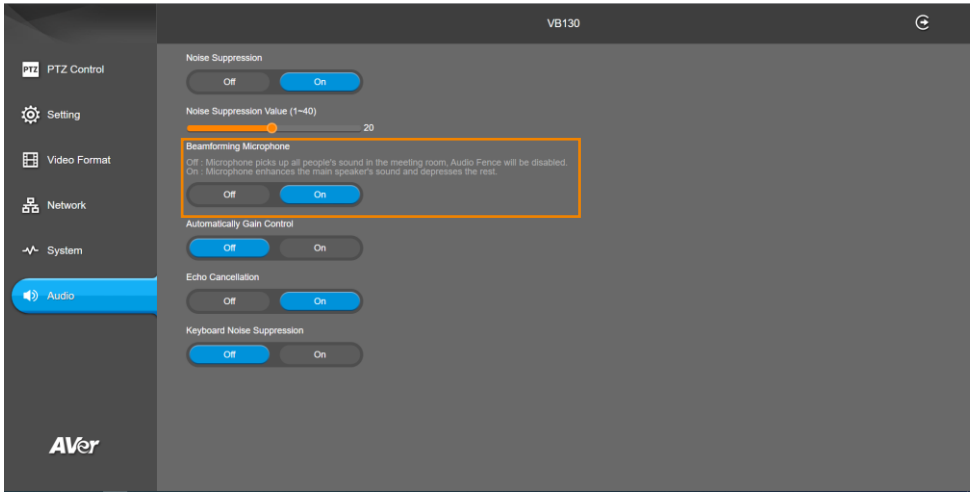 VB130
PTZ PTZ Control
Setting
Video Format
Network
System
Audio
AVer
Noise Suppression
Off On
Noise Suppression Value (1~40)
20
Beamforming Microphone
Off : Microphone picks up all people's sound in the meeting room, Audio Fence will be disabled.
On : Microphone enhances the main speaker's sound and depresses the rest.
Off On
Automatically Gain Control
Off On
Echo Cancellation
Off On
Keyboard Noise Suppression
Off On